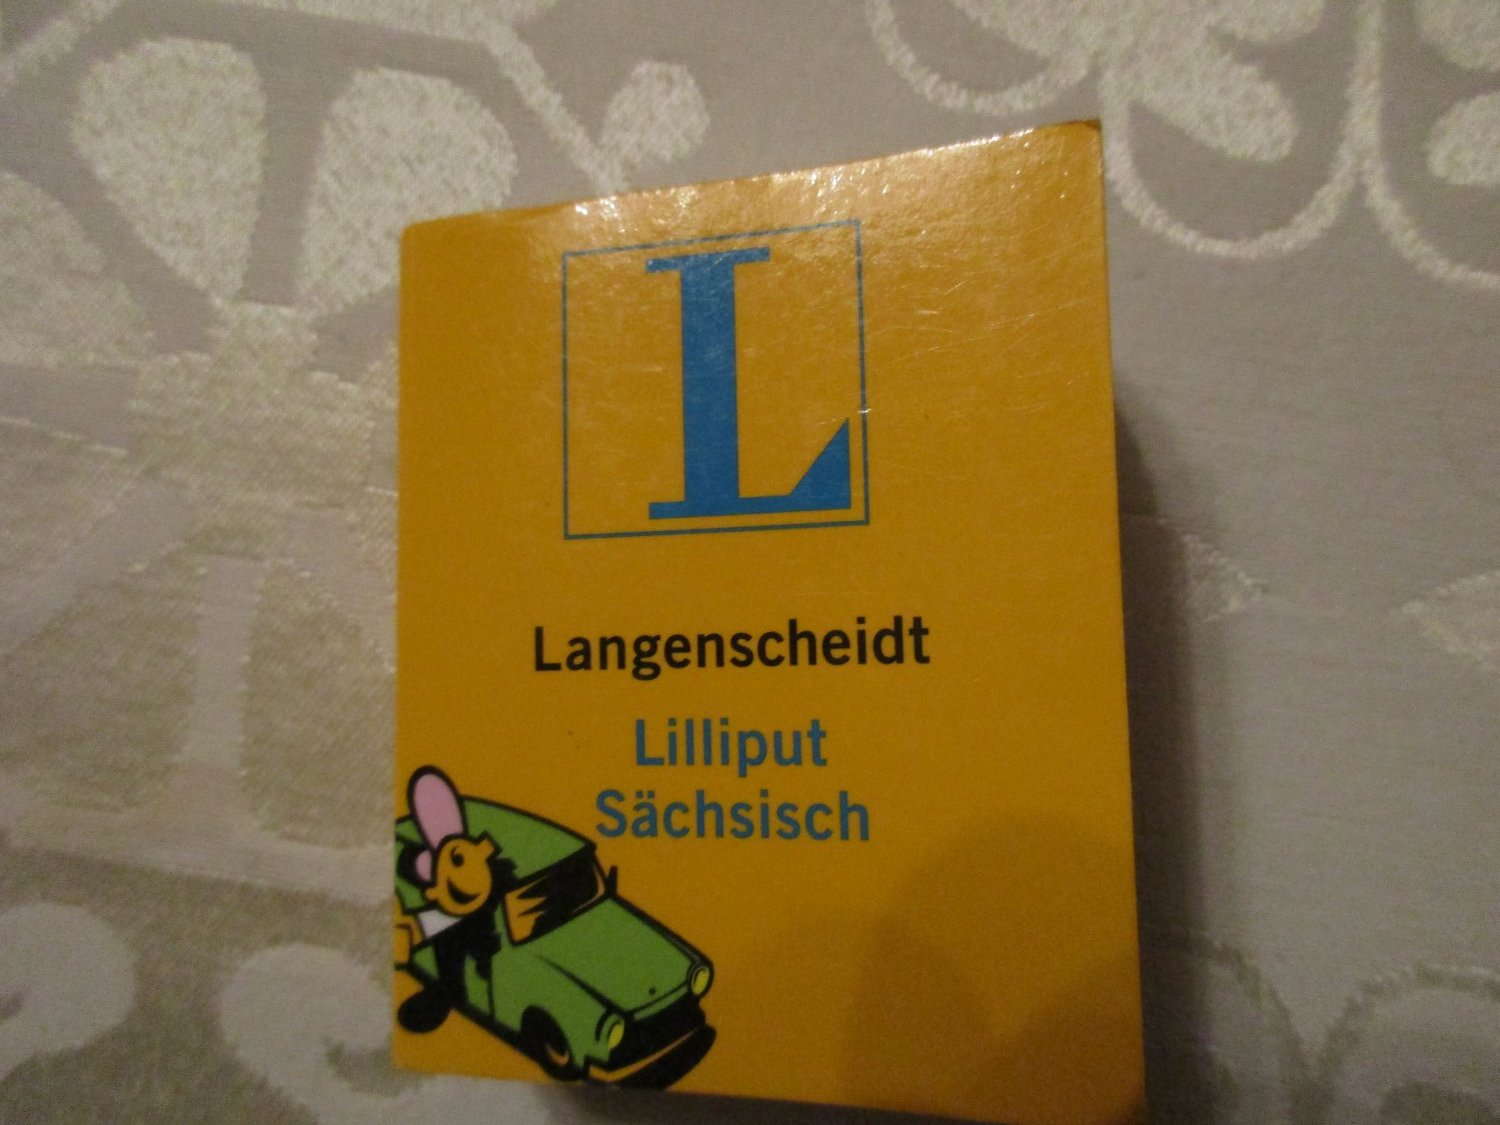 L
Langenscheidt
Lilliput
Sächsisch